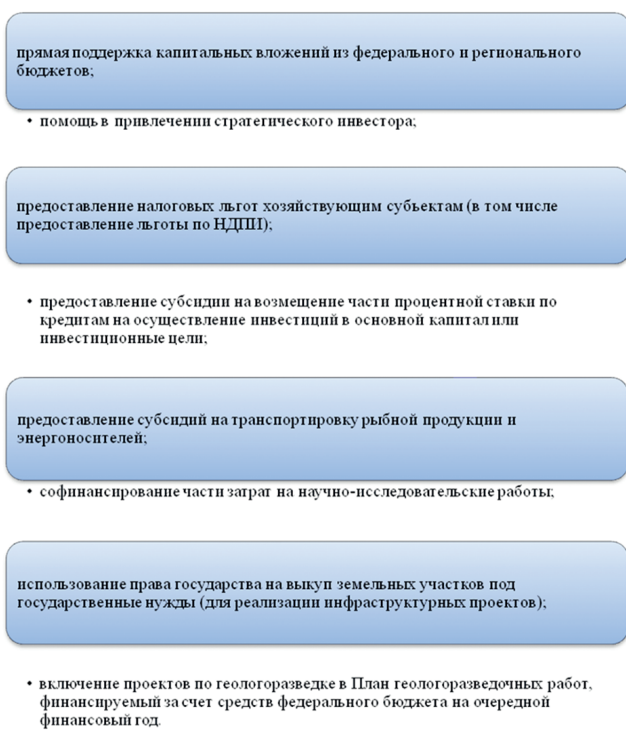 прямая поддержка капитальных вложений из федерального и регионального
бюджетов;
• помощь в привлечении стратегического инвестора;
предоставление налоговых льгот хозяйствующим субьектам (в том числе
предоставление льготы по НДПИ);
• предоставление субсидии на возмещение части процентной ставки по
кредитам на осуществление инвестиций в основной капитал или
инвестиционные цели;
предоставление субсидий на транспортировку рыбной продукции и
энергоносителей;
• софинансирование части затрат на научно-исследовательские работы;
использование права государства на выкуп земельных участков под
государственные нужды (для реализации инфраструктурных проектов);
• включение проектов по геологоразведке в План геологоразведочных работ,
финансируемый за счет средств федерального бюджета на очередной
финансовый год.